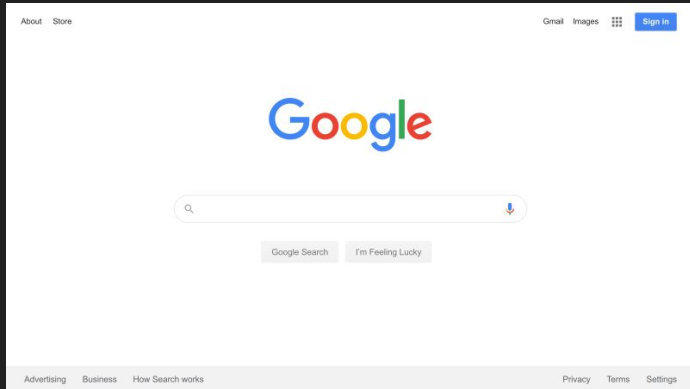 About Store Gmail Images Sign in
Google
Google Search I'm Feeling Lucky
Advertising Business How Search works Privacy Terms Settings